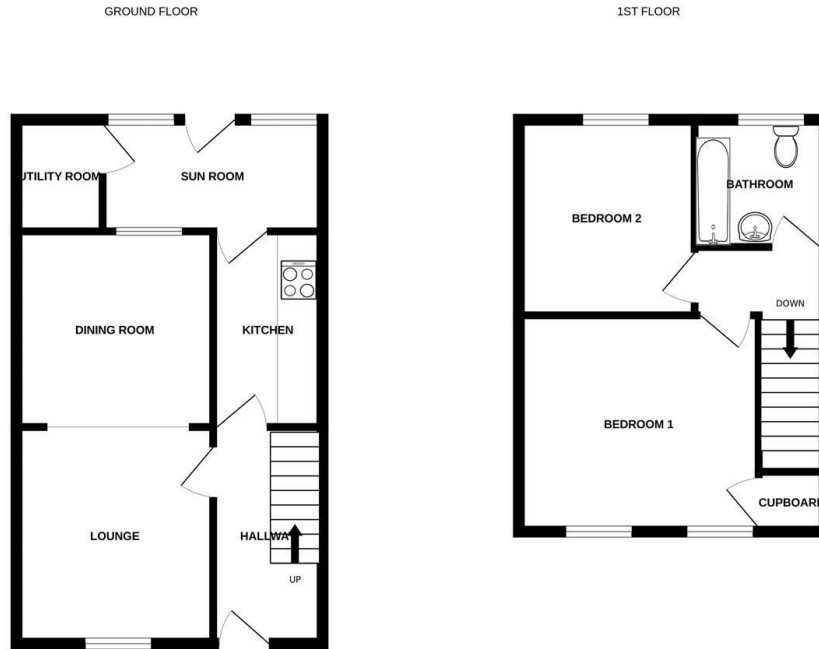 GROUND FLOOR
1ST FLOOR
UTILITY ROOM
SUN ROOM
DINING ROOM
KITCHEN
LOUNGE
HALLWA
UP
BEDROOM 2
BATHROOM
DOWN
BEDROOM 1
CUPBOARD